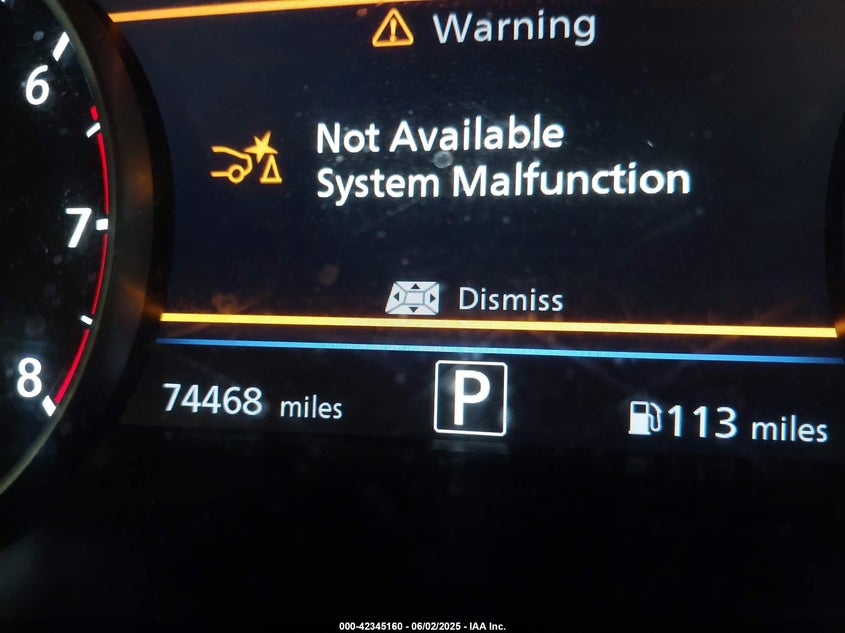 Warning
6
Not Available
System Malfunction
7
Dismiss
8
74468 miles
P
113 miles
000-42345160 - 06/02/2025 - IAA Inc.